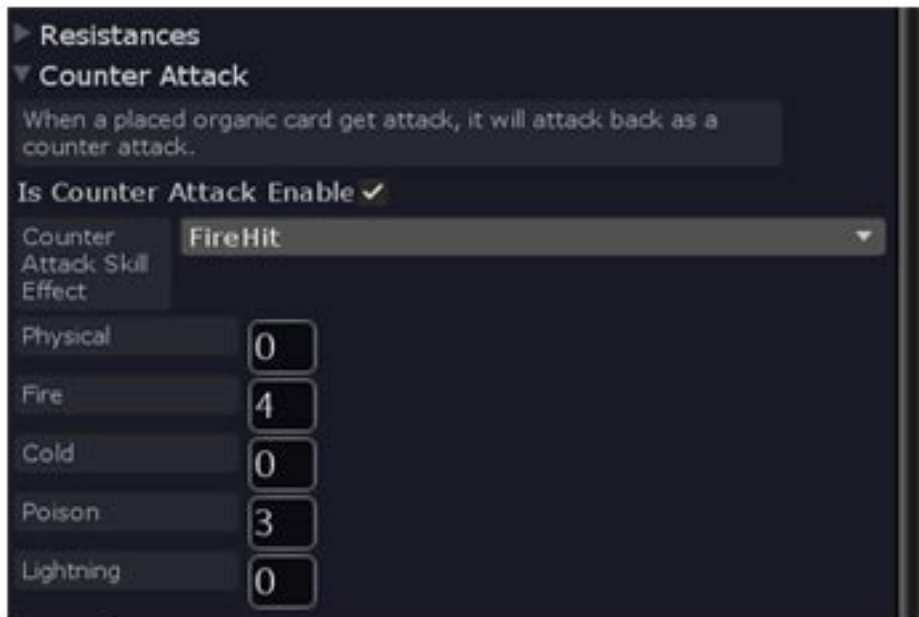 Resistances
Counter Attack
When a placed organic card get attack, it will attack back as a
counter attack.
Is Counter Attack Enable
Counter
Attack Skill
Effect
FireHit
Physical
0
Fire
4
Cold
0
Poison
3
Lightning
0